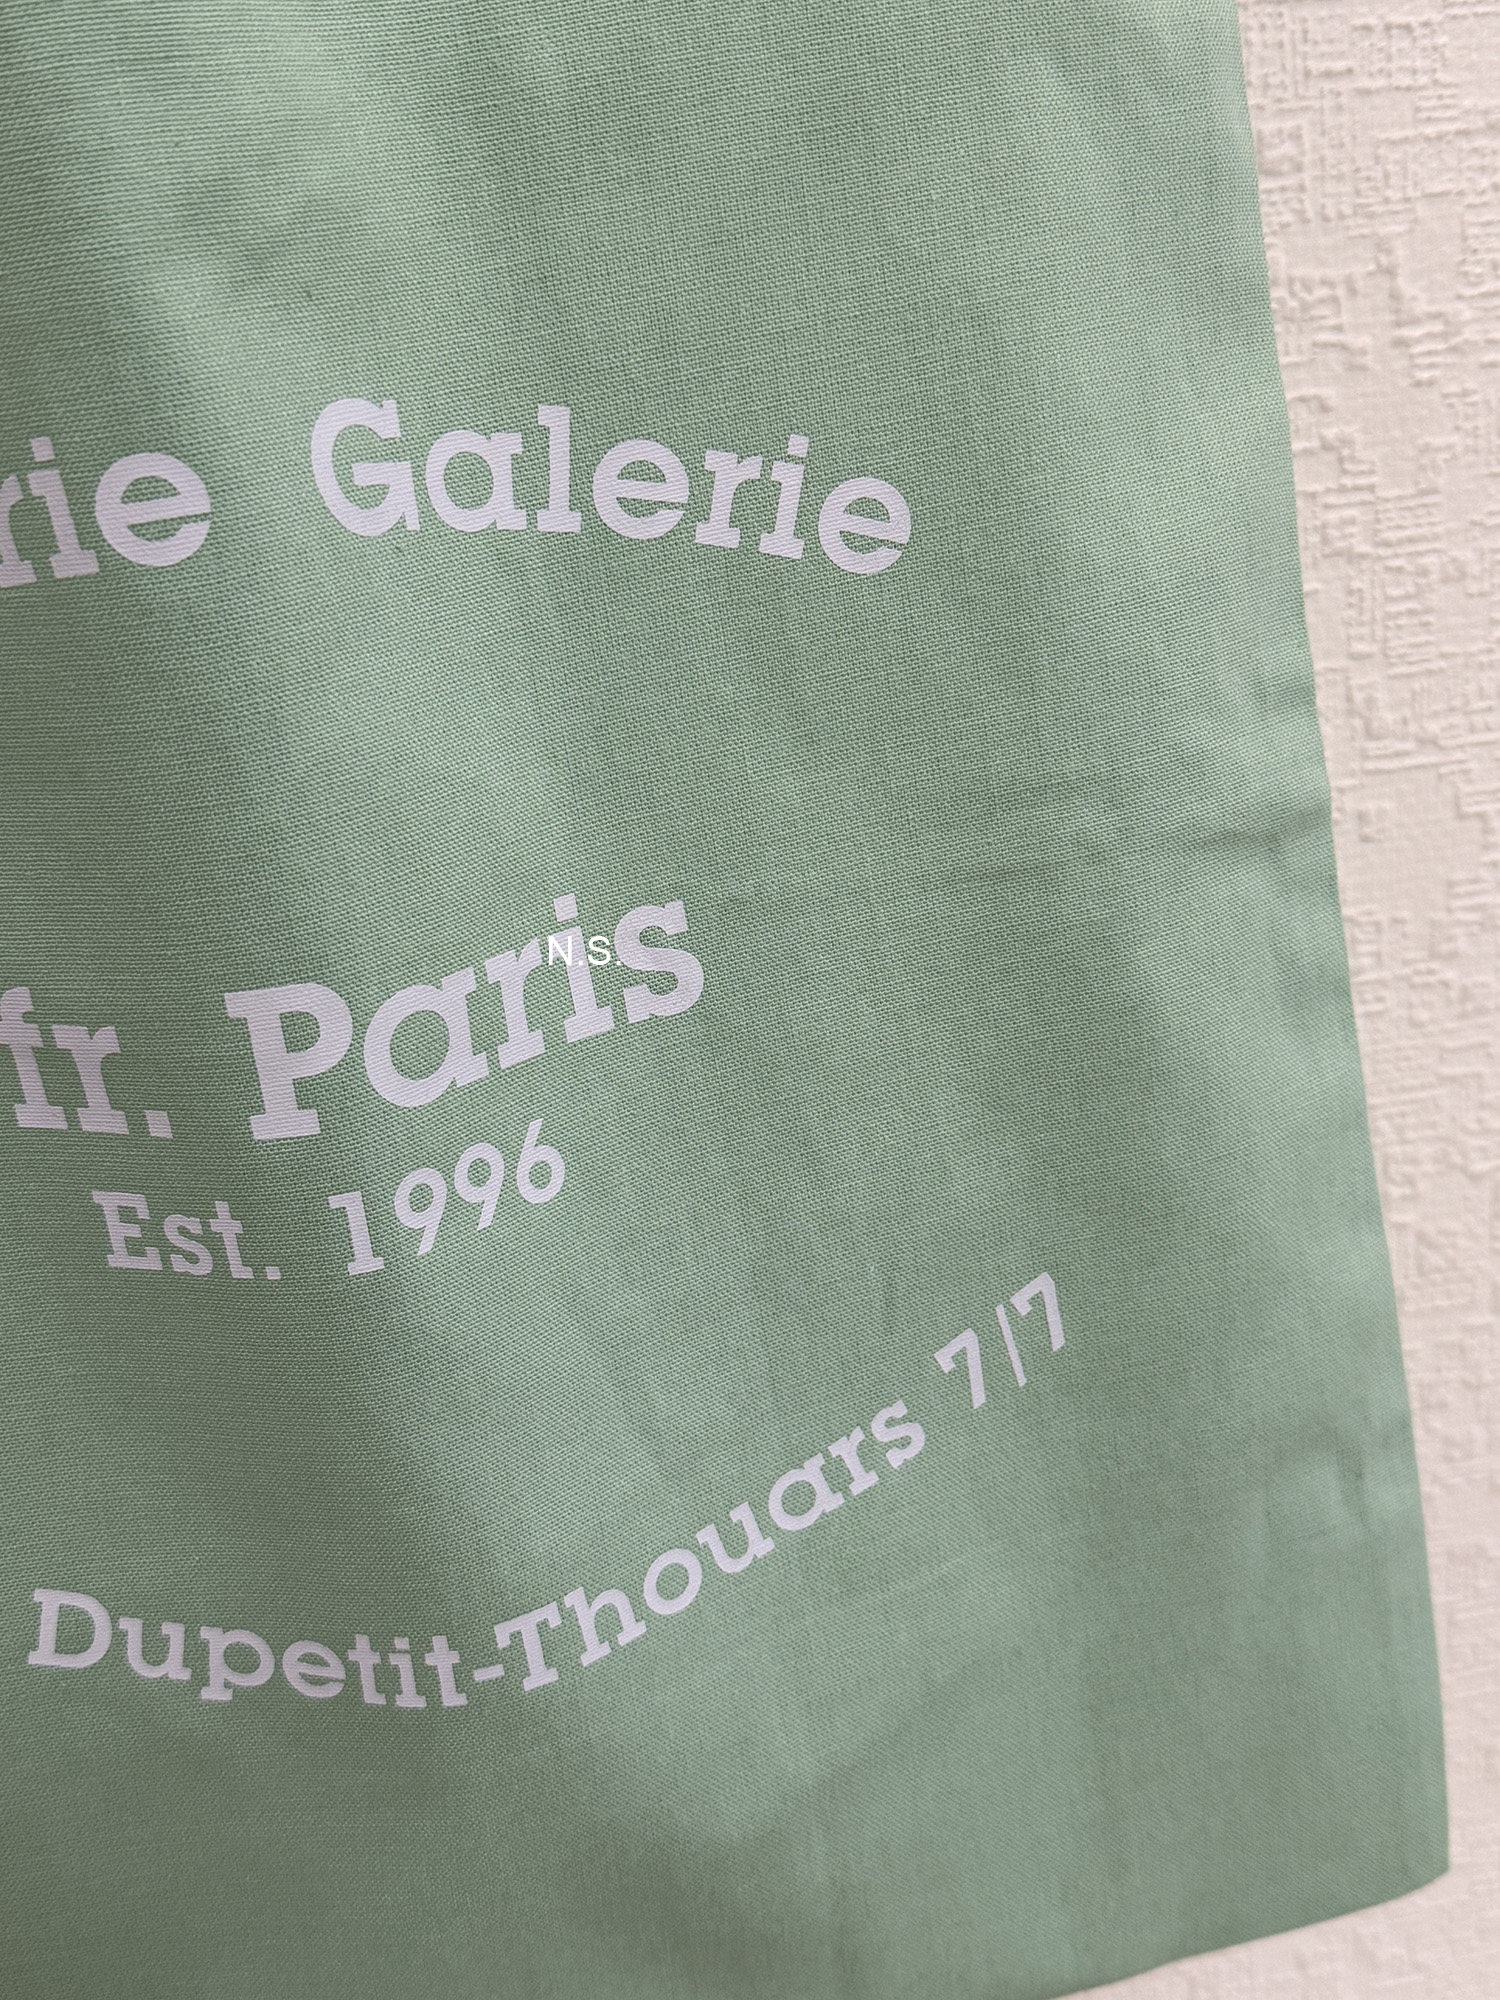 rie Galerie
fr. Paris
N.S.
Est. 1996
Dupetit-Thouars 7/7